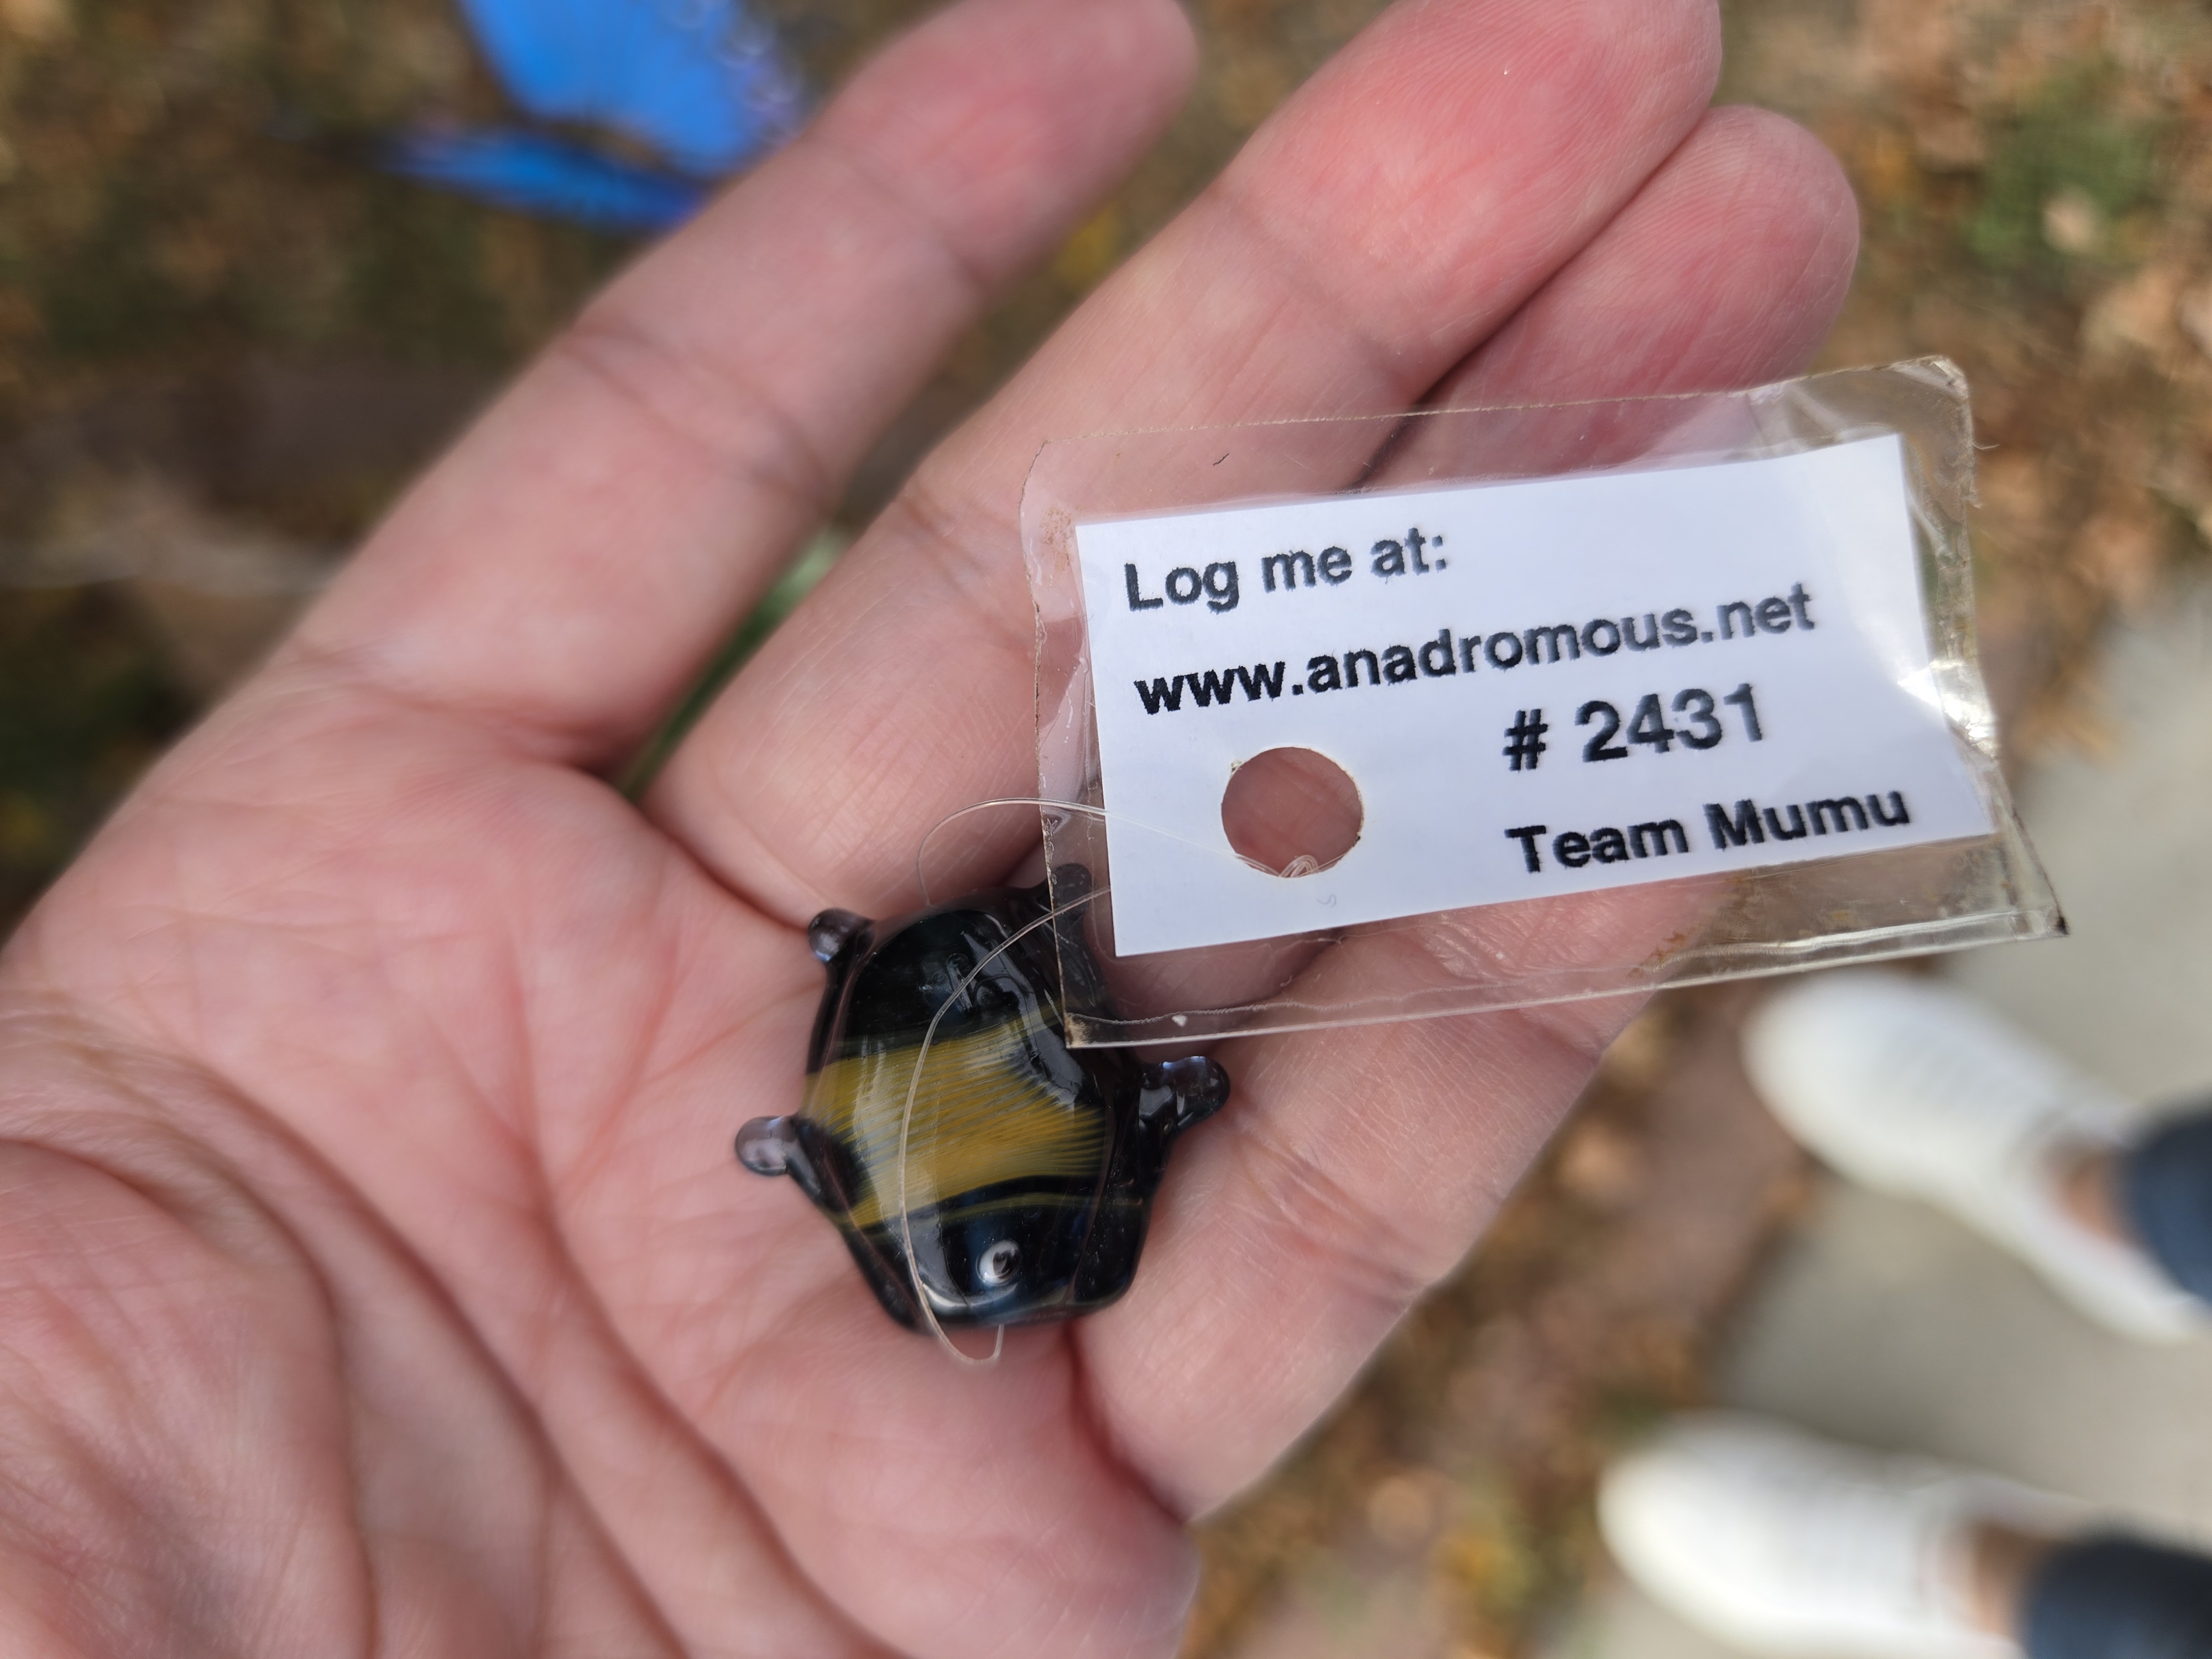 Log me at:
www.anadromous.net
# 2431
Team Mumu